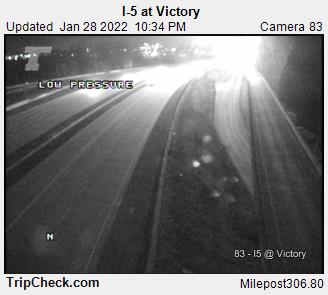 I-5 at Victory
Updated Jan 28 2022 10:34 PM Camera 83
T
LOW PRESSURE
N
83 - I5 @ Victory
TripCheck.com Milepost306.80